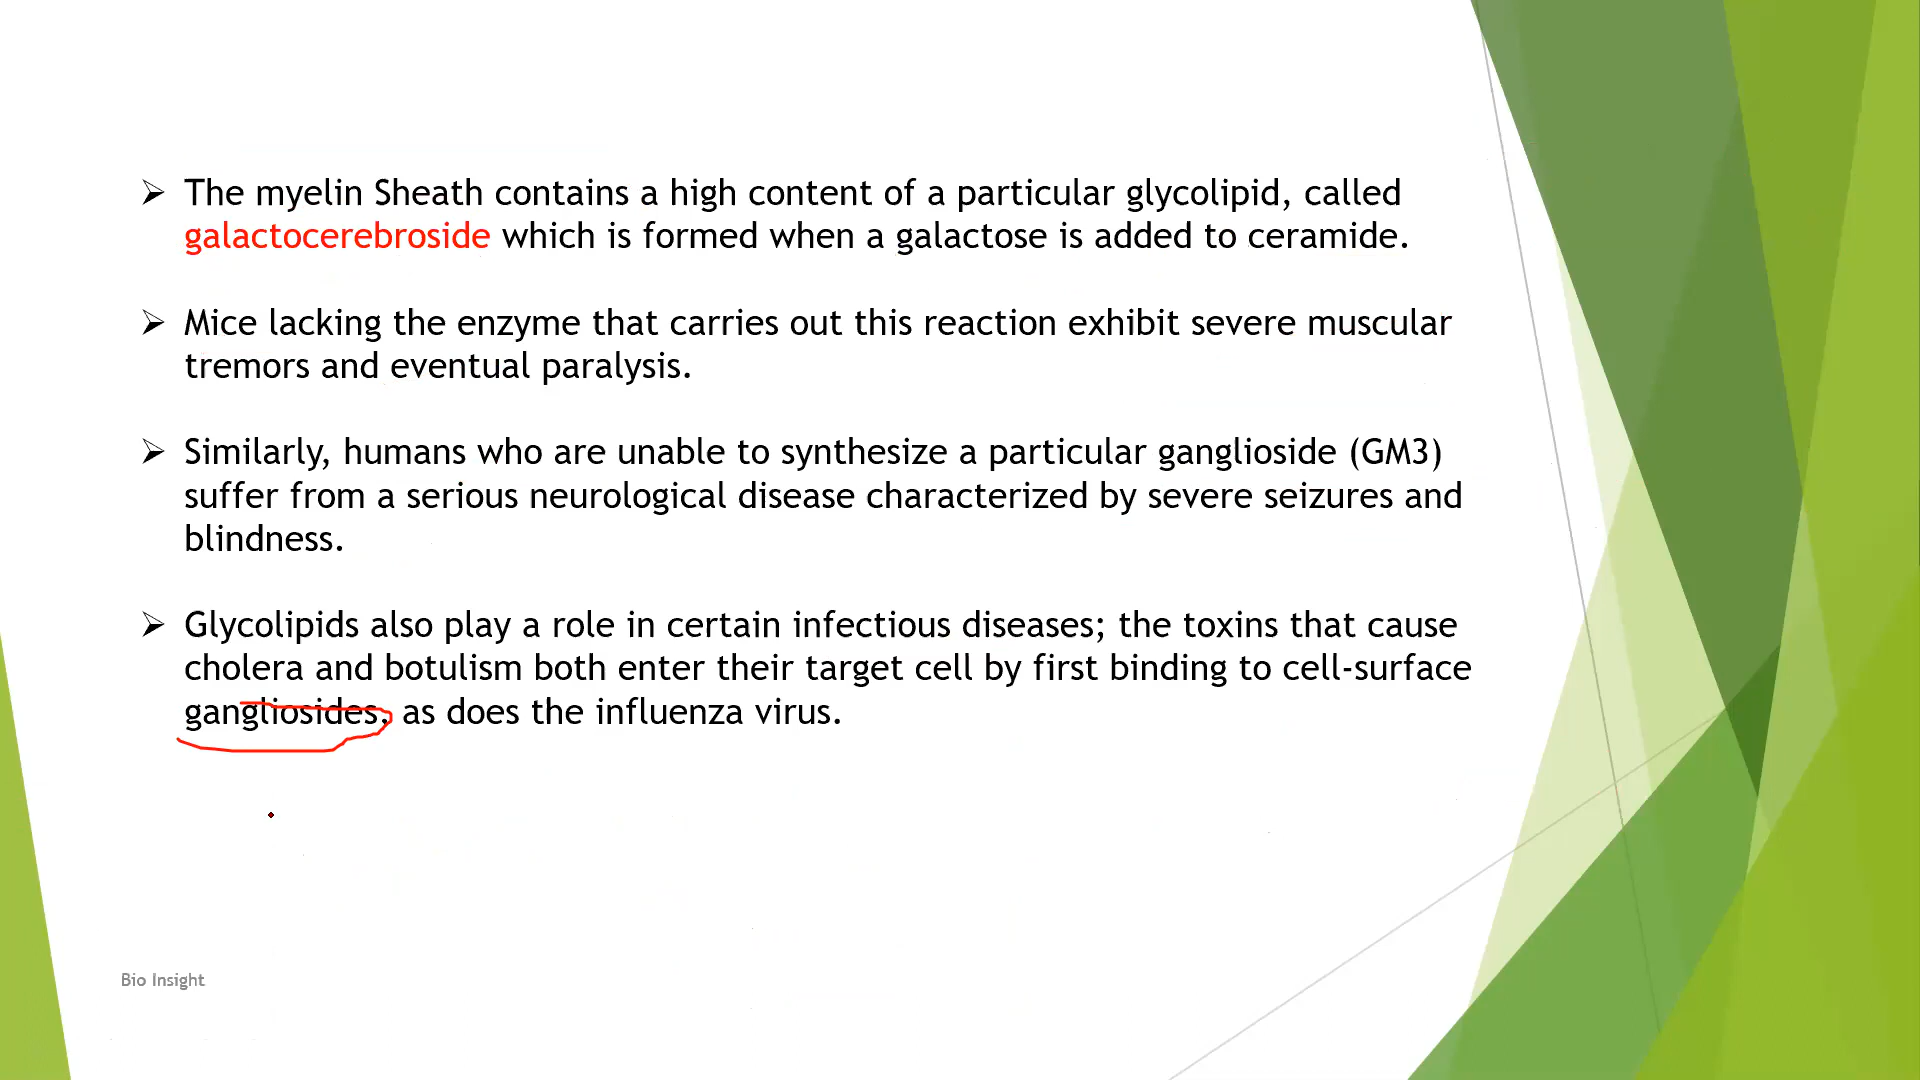 The myelin Sheath contains a high content of a particular glycolipid, called
galactocerebroside which is formed when a galactose is added to ceramide.
Mice lacking the enzyme that carries out this reaction exhibit severe muscular
tremors and eventual paralysis.
Similarly, humans who are unable to synthesize a particular ganglioside (GM3)
suffer from a serious neurological disease characterized by severe seizures and
blindness.
Glycolipids also play a role in certain infectious diseases; the toxins that cause
cholera and botulism both enter their target cell by first binding to cell-surface
gangliosides, as does the influenza virus.
Bio Insight